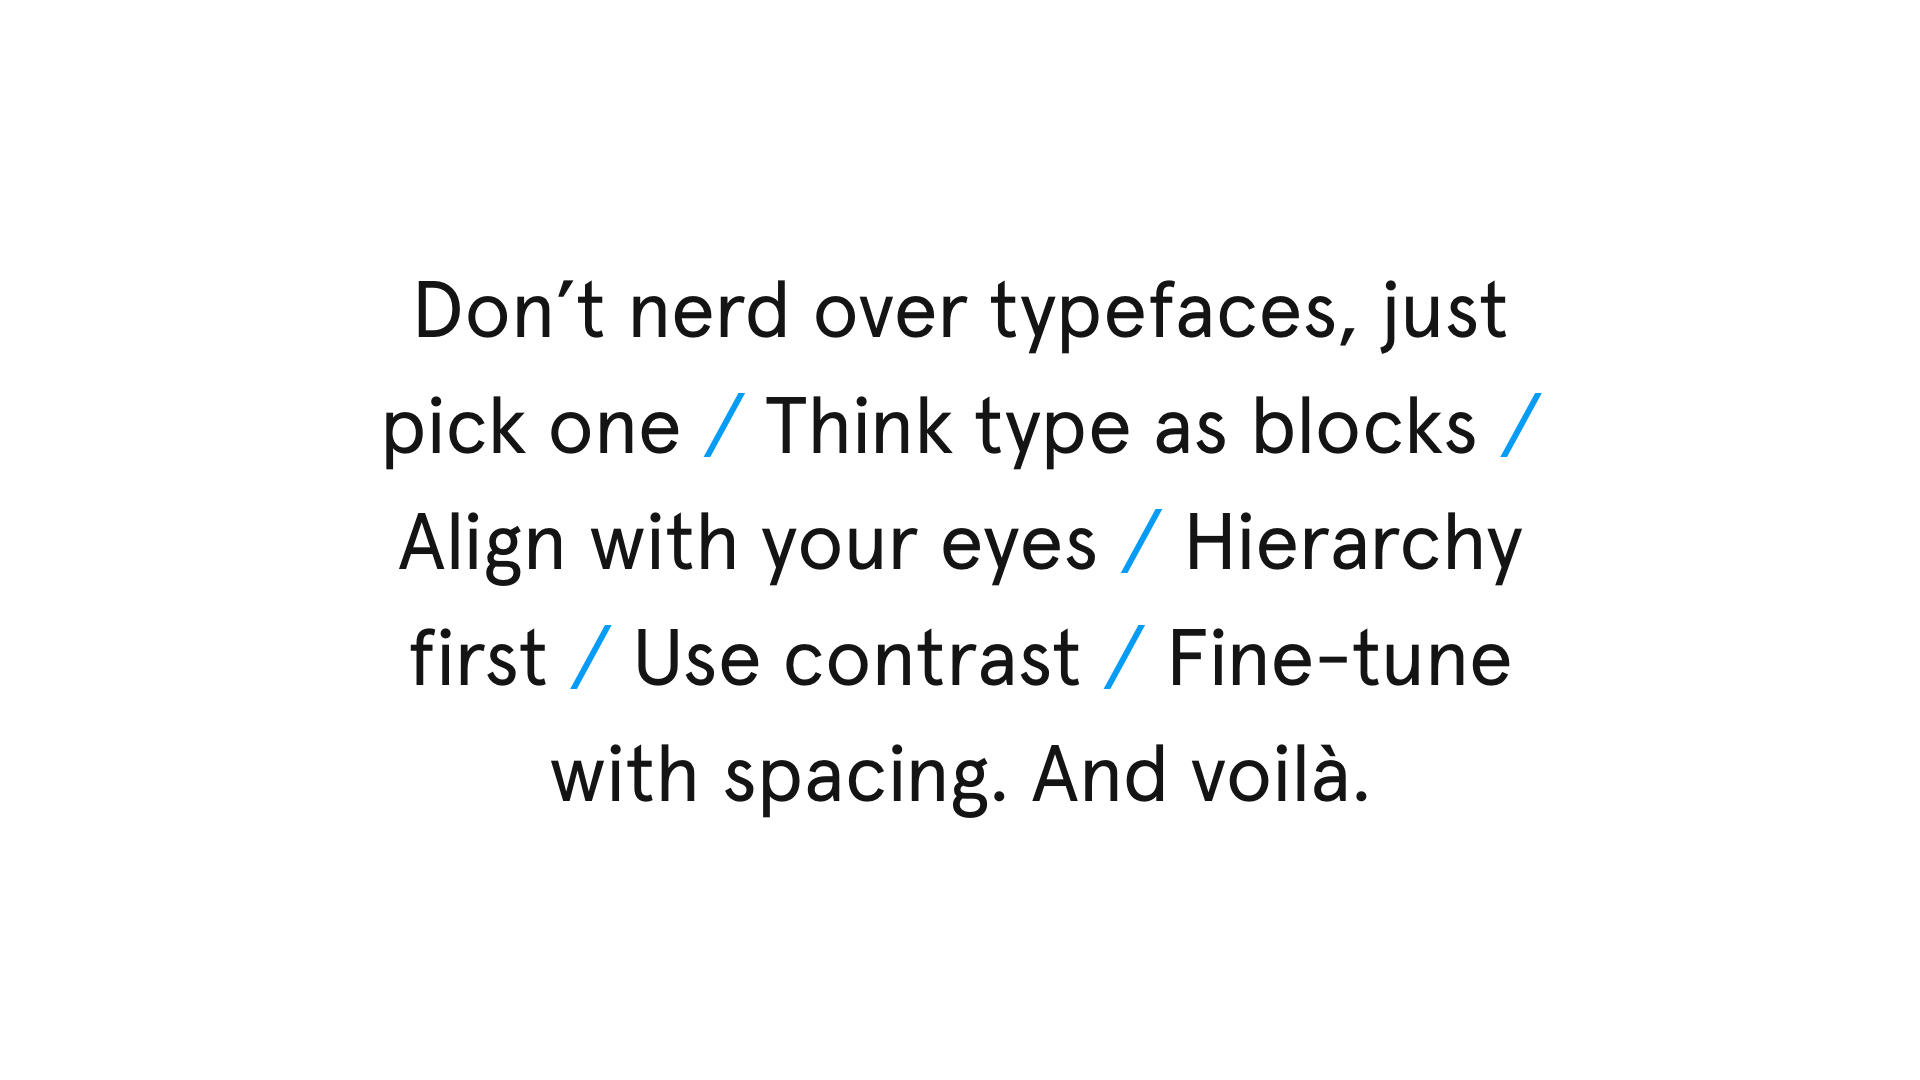 Don’t nerd over typefaces, just
pick one / Think type as blocks /
Align with your eyes / Hierarchy
first / Use contrast / Fine-tune
with spacing. And voilà.